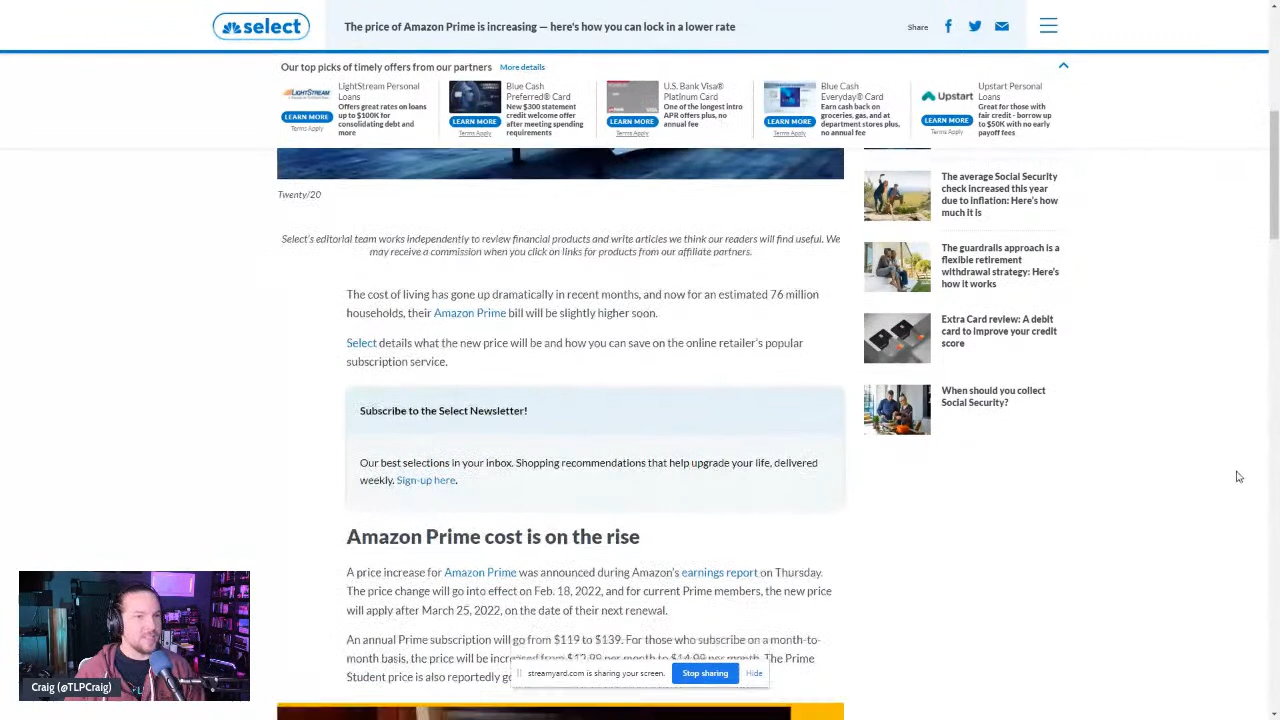 select
The price of Amazon Prime is increasing — here's how you can lock in a lower rate
Share
Our top picks of timely offers from our partners
More details
LIGHTSTREAM
LEARN MORE
Terms Apply
LightStream Personal
Loans
Offers great rates on loans
up to $100K for
consolidating debt and
more
LEARN MORE
Terms Apply
Blue Cash
Preferred® Card
New $300 statement
credit welcome offer
after meeting spending
requirements
LEARN MORE
Terms Apply
U.S. Bank Visa®
Platinum Card
One of the longest intro
APR offers plus, no
annual fee
LEARN MORE
Terms Apply
Blue Cash
Everyday® Card
Earn cash back on
groceries, gas, and at
department stores plus,
no annual fee
Upstart
LEARN MORE
Terms Apply
Upstart Personal
Loans
Great for those with
fair credit - borrow
up to $50K with no early
payoff fees
Twenty/20
Select's editorial team works independently to review financial products and write articles we think our readers will find useful. We
may receive a commission when you click on links for products from our affiliate partners.
The cost of living has gone up dramatically in recent months, and now for an estimated 76 million
households, their Amazon Prime bill will be slightly higher soon.
Select details what the new price will be and how you can save on the online retailer's popular
subscription service.
Subscribe to the Select Newsletter!
Our best selections in your inbox. Shopping recommendations that help upgrade your life, delivered
weekly. Sign-up here.
Amazon Prime cost is on the rise
A price increase for Amazon Prime was announced during Amazon's earnings report on Thursday.
The price change will go into effect on Feb. 18, 2022, and for current Prime members, the new price
will apply after March 25, 2022, on the date of their next renewal.
An annual Prime subscription will go from $119 to $139. For those who subscribe on a month-to-
month basis, the price will be increased from $12.99 per month to $14.99 per month. The Prime
Student price is also reportedly
The average Social Security
check increased this year
due to inflation: Here's how
much it is
The guardrails approach is a
flexible retirement
withdrawal strategy: Here's
how it works
Extra Card review: A debit
card to improve your credit
score
When should you collect
Social Security?
streamyard.com is sharing your screen.
Stop sharing
Hide
Craig (@TLPCraig)